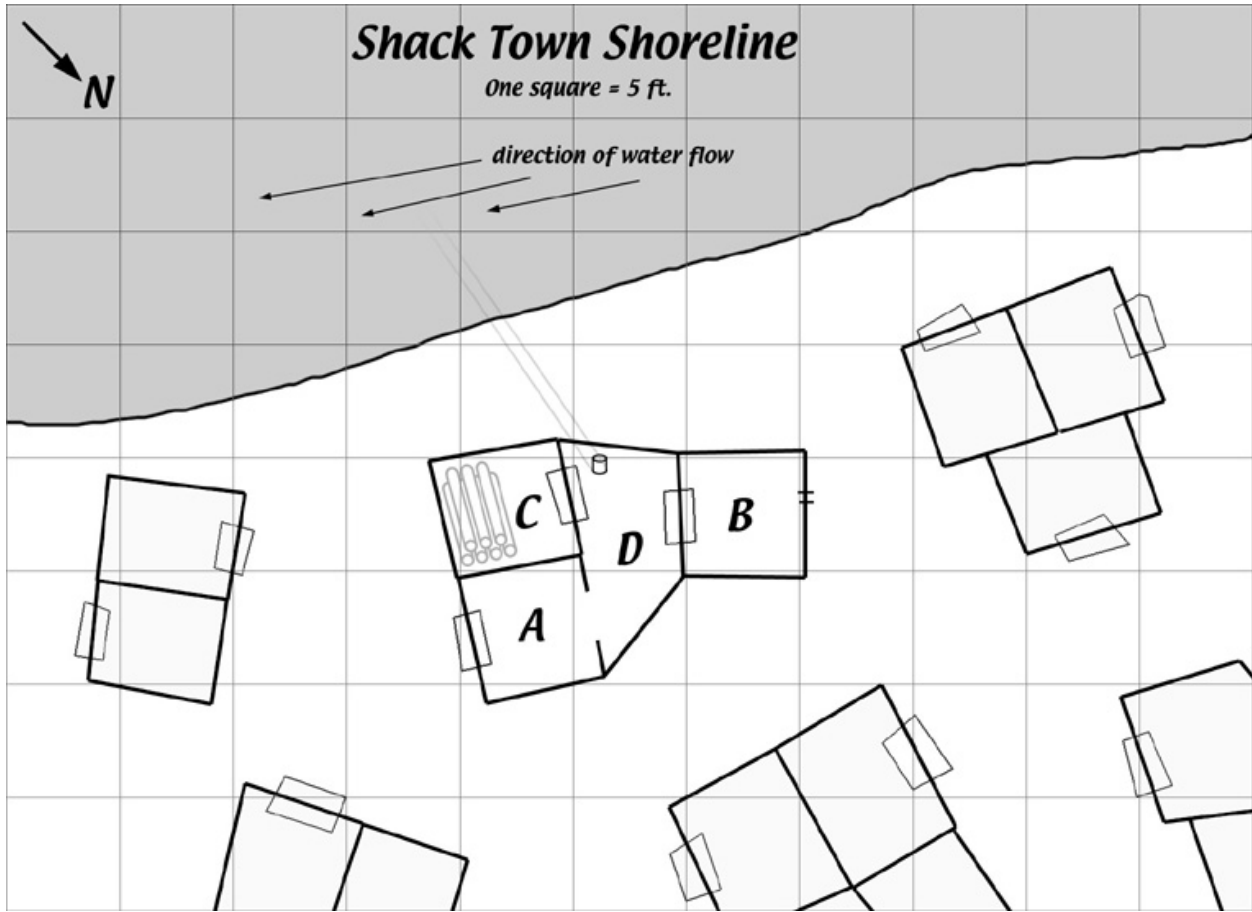 Shack Town Shoreline
One square = 5 ft.
N
direction of water flow
C
D
B
A